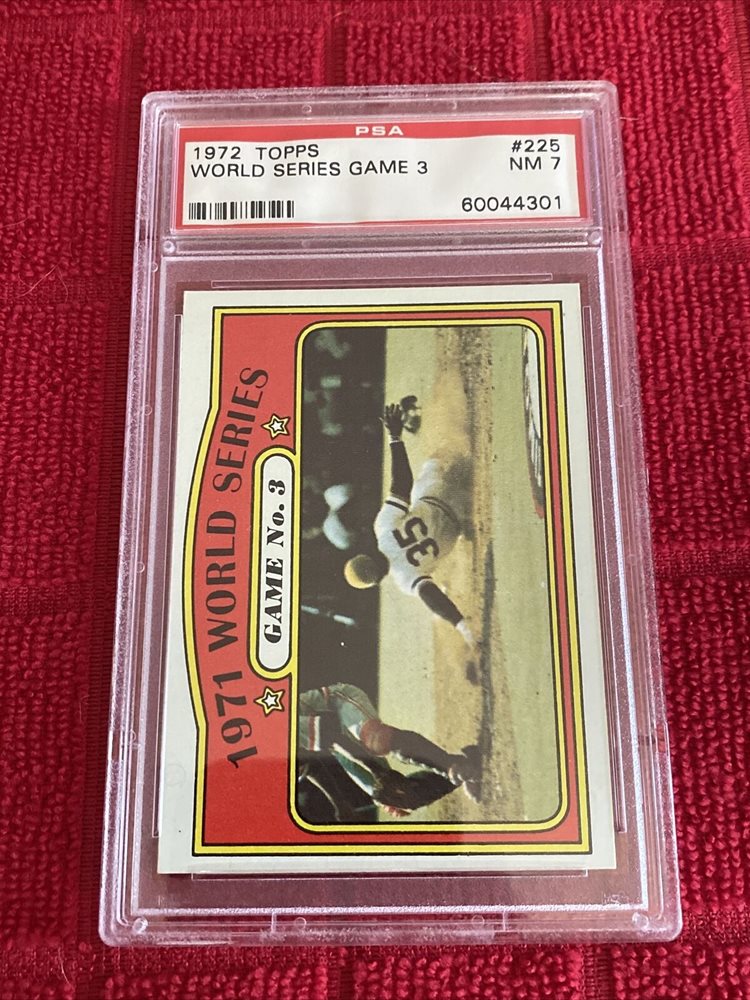 PSA
1972 TOPPS #225
WORLD SERIES GAME 3 NM 7
60044301
1971 WORLD SERIES
GAME No. 3
35